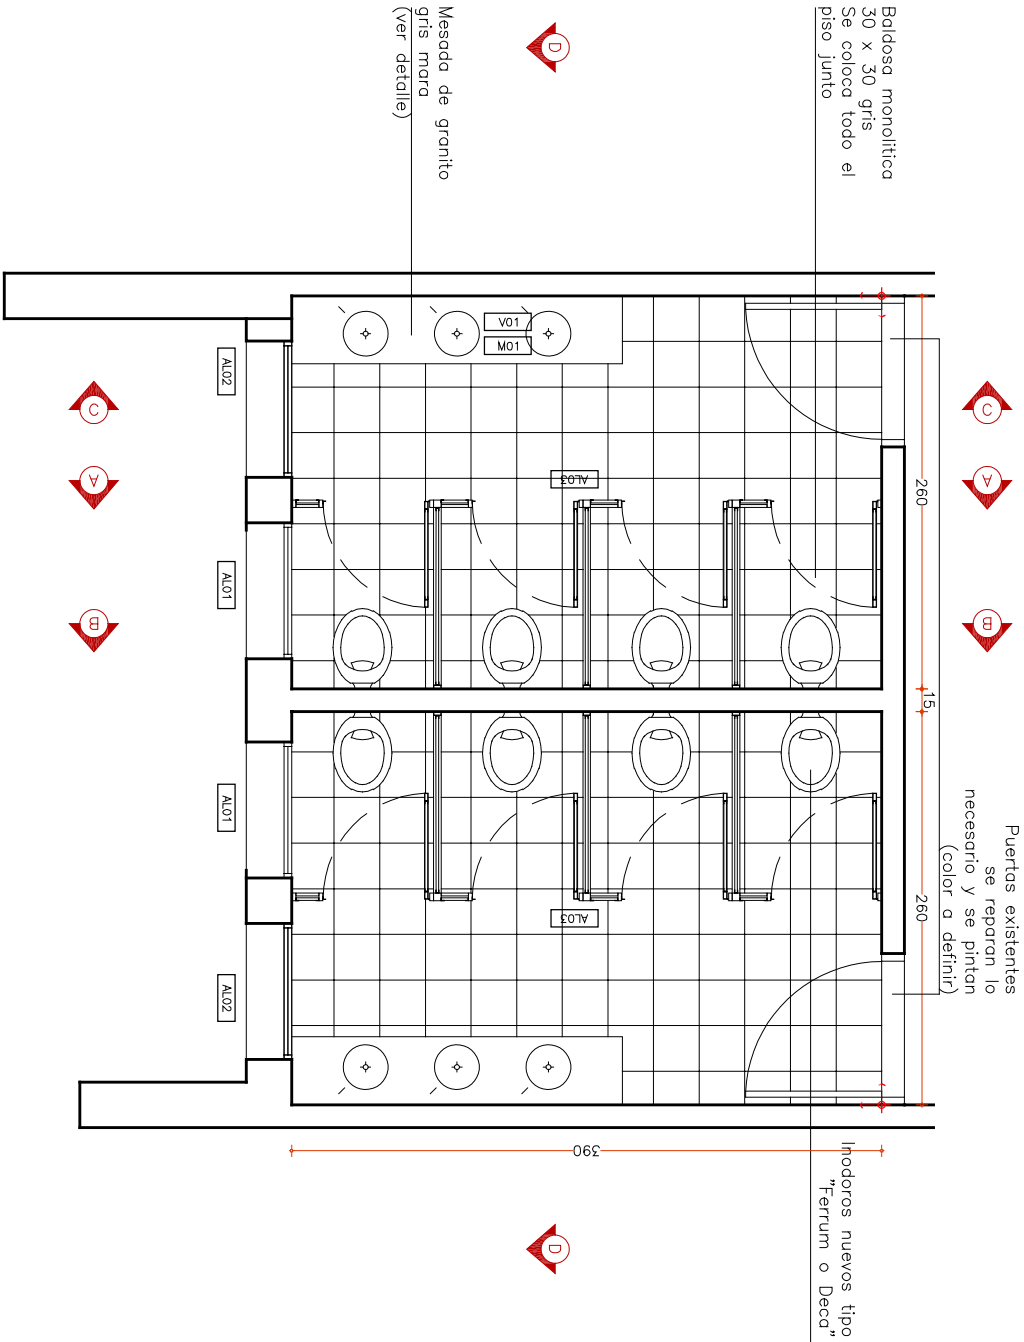 Baldosa monolitica
30 x 30 gris
Se coloca todo el
piso junto
Mesada de granito
gris mara
(ver detalle)
D
C
A
B
C
A
B
D
V01
M01
AL02
AL01
AL01
AL02
AL03
AL03
260
15
260
390
Puertas existentes
se reparan lo
necesario y se pintan
(color a definir)
Inodoros nuevos tipo
"Ferrum o Deca"